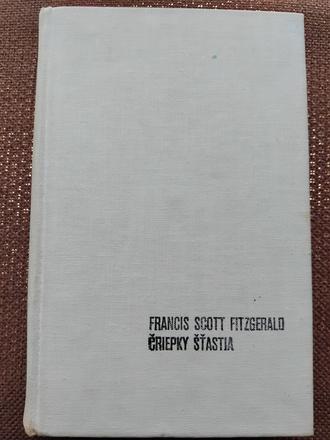 FRANCIS SCOTT FITZGERALD
ČRIEPKY ŠŤASTIA